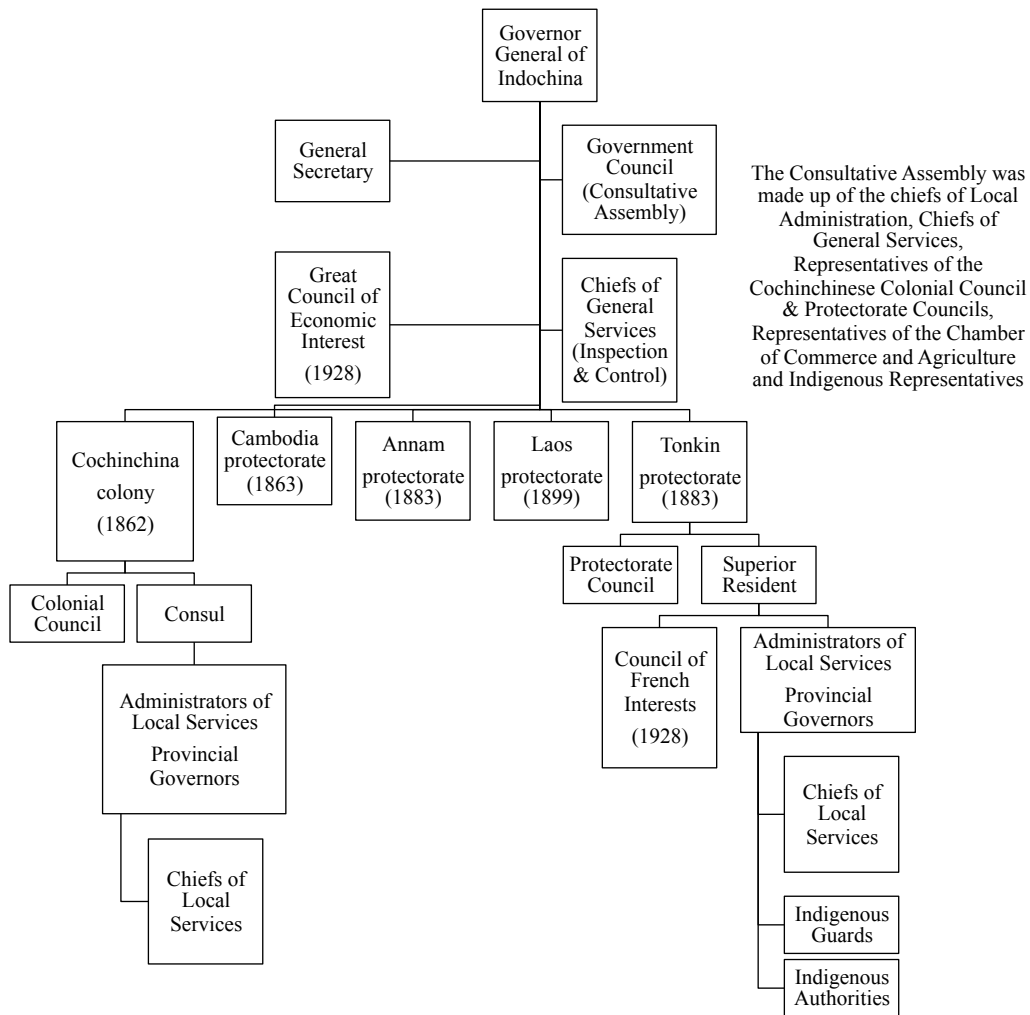 Governor
General of
Indochina
General
Secretary
Government
Council
(Consultative
Assembly)
The Consultative Assembly was
made up of the chiefs of Local
Administration, Chiefs of
General Services,
Representatives of the
Cochinchinese Colonial Council
& Protectorate Councils,
Representatives of the Chamber
of Commerce and Agriculture
and Indigenous Representatives
Great
Council of
Economic
Interest
(1928)
Chiefs of
General
Services
(Inspection
& Control)
Cochinchina
colony
(1862)
Cambodia
protectorate
(1863)
Annam
protectorate
(1883)
Laos
protectorate
(1899)
Tonkin
protectorate
(1883)
Colonial
Council
Consul
Protectorate
Council
Superior
Resident
Administrators of
Local Services
Provincial
Governors
Council of
French
Interests
(1928)
Administrators of
Local Services
Provincial
Governors
Chiefs of
Local
Services
Chiefs of
Local
Services
Indigenous
Guards
Indigenous
Authorities